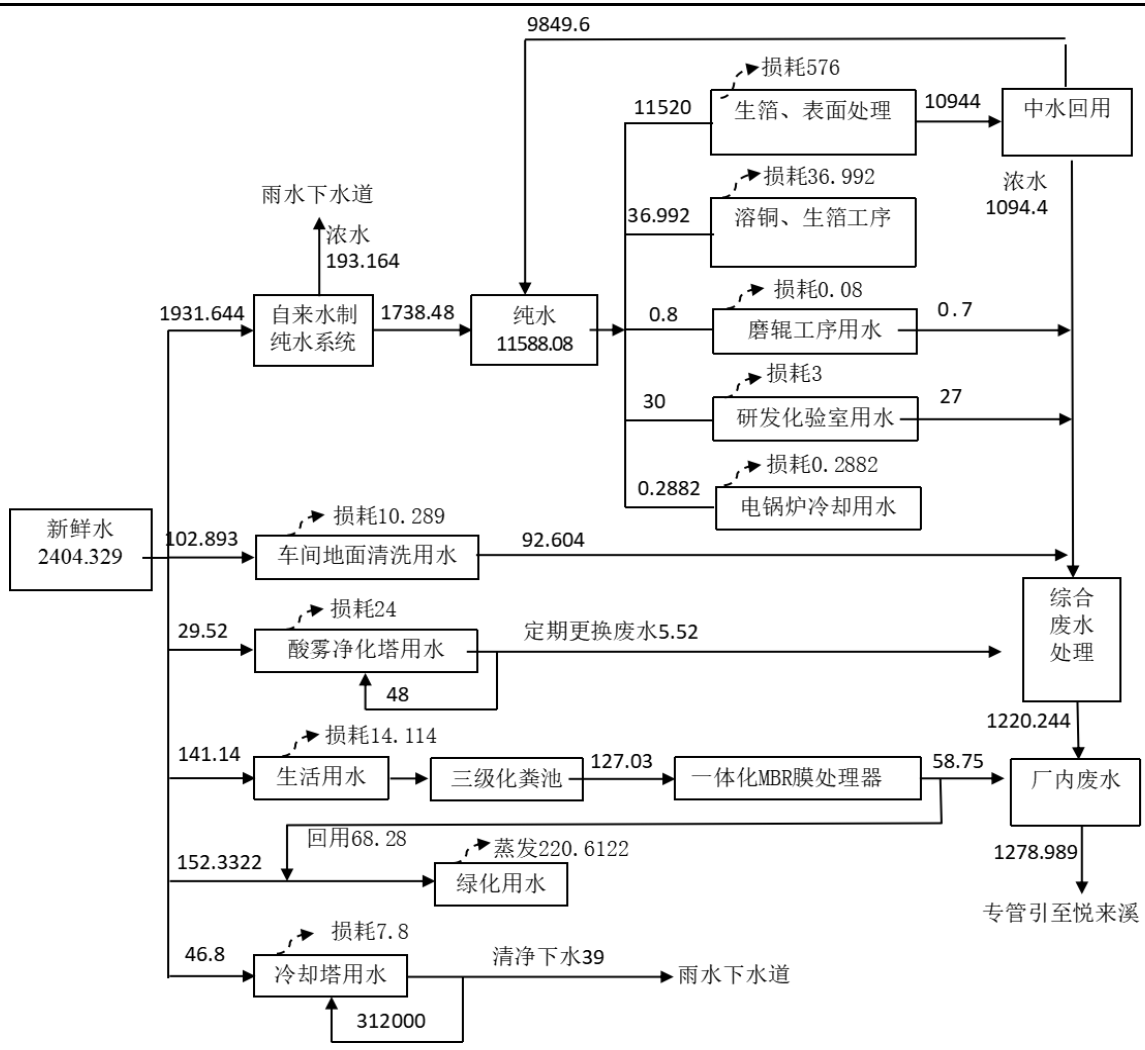 9849.6
损耗576
11520
生箔、表面处理
10944
中水回用
浓水
1094.4
损耗36.992
36.992
溶铜、生箔工序
雨水下水道
浓水
193.164
1931.644
自来水制
纯水系统
1738.48
纯水
11588.08
损耗0.08
0.8
磨辊工序用水
0.7
损耗3
30
研发化验室用水
27
损耗0.2882
0.2882
电锅炉冷却用水
新鲜水
2404.329
102.893
损耗10.289
车间地面清洗用水
92.604
综合
废水
处理
29.52
损耗24
酸雾净化塔用水
定期更换废水5.52
48
1220.244
141.14
损耗14.114
生活用水
三级化粪池
127.03
一体化MBR膜处理器
58.75
厂内废水
回用68.28
152.3322
蒸发220.6122
绿化用水
1278.989
专管引至悦来溪
46.8
损耗7.8
冷却塔用水
清净下水39
雨水下水道
312000